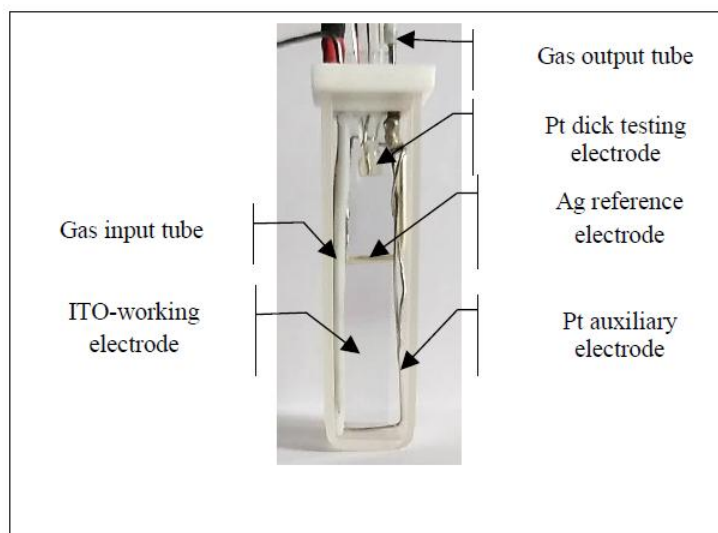 Gas output tube
Pt dick testing
electrode
Ag reference
electrode
Gas input tube
ITO-working
electrode
Pt auxiliary
electrode